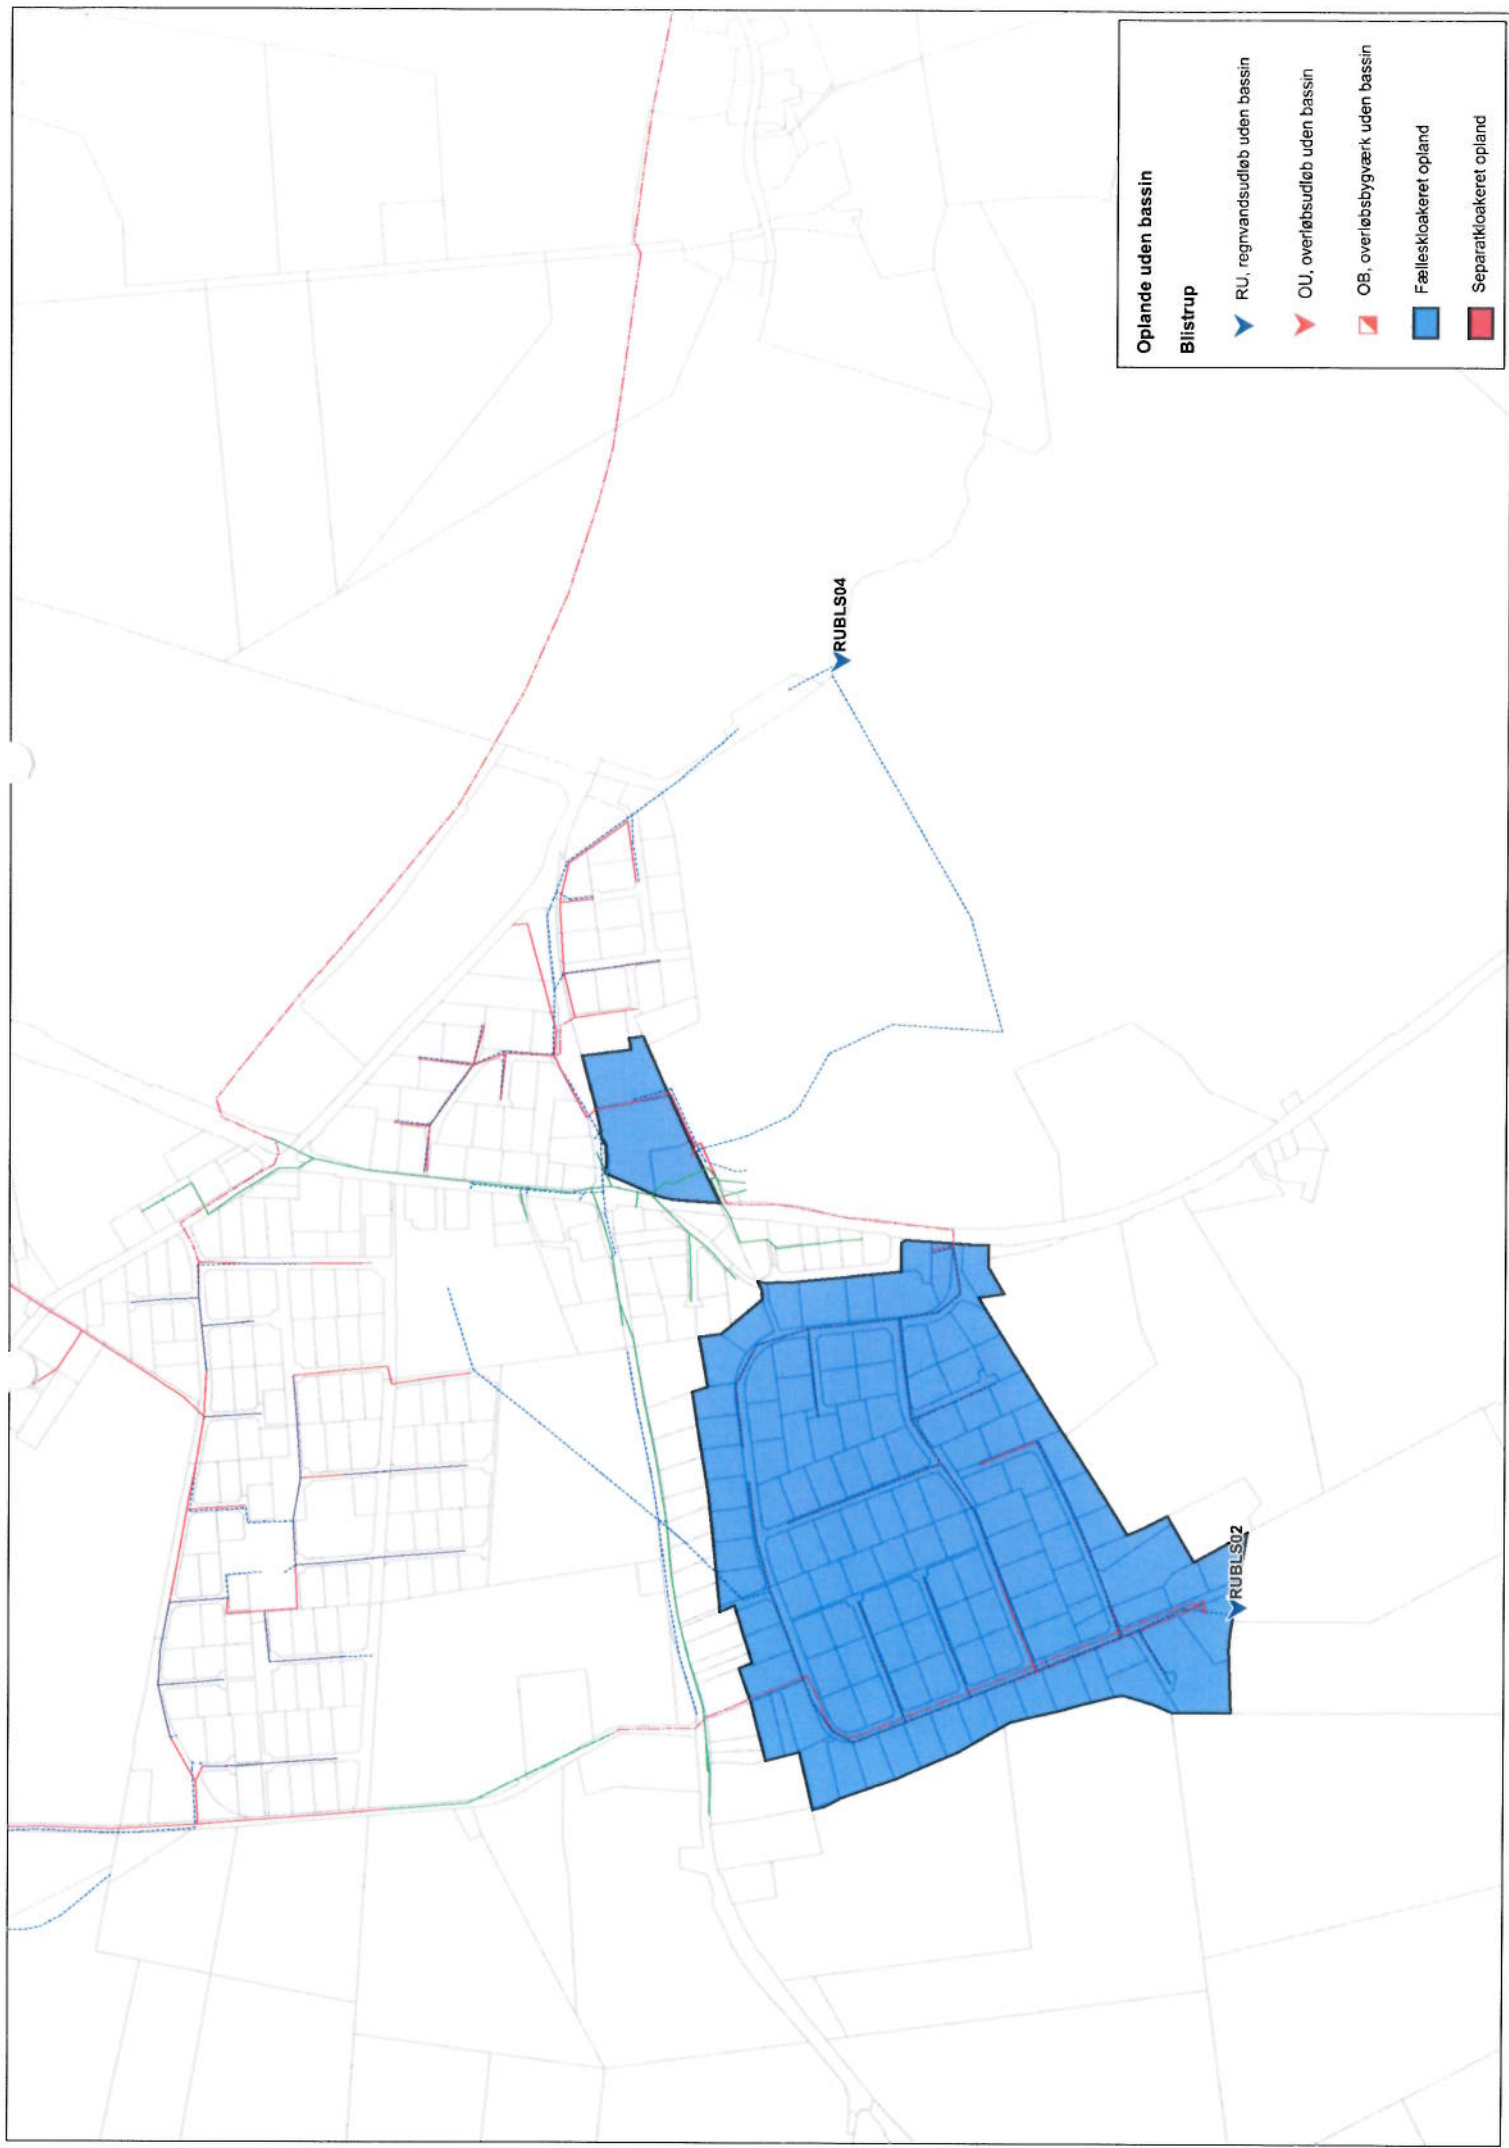 Oplande uden bassin
Blistrup
RU, regnvandsudløb uden bassin
OU, overløbsudløb uden bassin
OB, overløbsbygværk uden bassin
Fælleskloakeret opland
Separatkloakeret opland
RUBLS04
RUBLS02